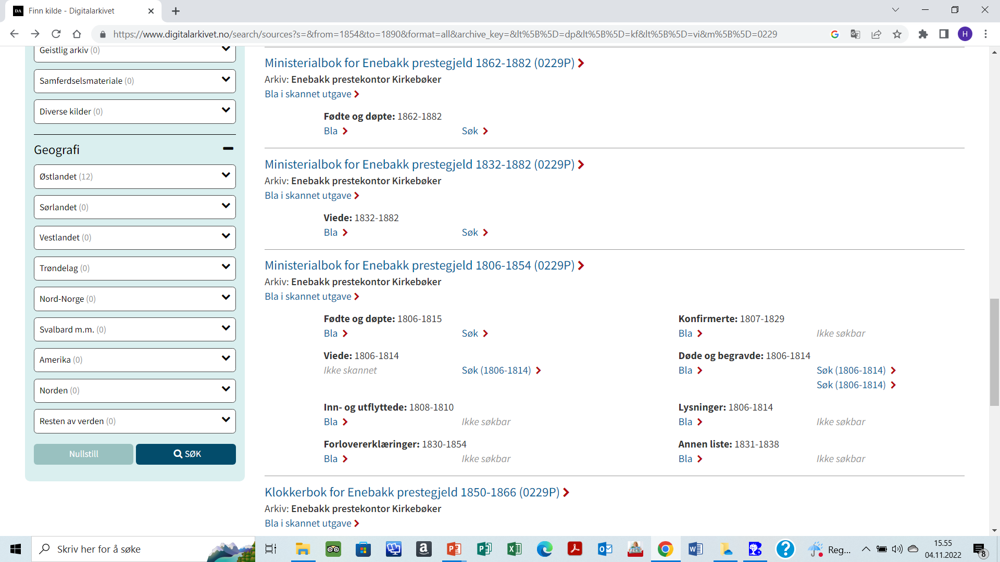 Finn kilde - Digitalarkivet
https://www.digitalarkivet.no/search/sources?s=&from=1854&to=1890&format=all&archive_key=&lt%5B%5D=dp&lt%5B%5D=kf&lt%5B%5D=vi&m%5B%5D=0229
H
Geistlig arkiv (0)
Samferdselsmateriale (0)
Diverse kilder (0)
Geografi
Østlandet (12)
Sørlandet (0)
Vestlandet (0)
Trøndelag (0)
Nord-Norge (0)
Svalbard m.m. (0)
Amerika (0)
Norden (0)
Resten av verden (0)
Nullstill SØK
Ministerialbok for Enebakk prestegjeld 1862-1882 (0229P)
Arkiv: Enebakk prestekontor Kirkebøker
Bla i skannet utgave
Fødte og døpte: 1862-1882
Bla Søk
Ministerialbok for Enebakk prestegjeld 1832-1882 (0229P)
Arkiv: Enebakk prestekontor Kirkebøker
Bla i skannet utgave
Viede: 1832-1882
Bla Søk
Ministerialbok for Enebakk prestegjeld 1806-1854 (0229P)
Arkiv: Enebakk prestekontor Kirkebøker
Bla i skannet utgave
Fødte og døpte: 1806-1815 Konfirmerte: 1807-1829
Bla Søk Bla Ikke søkbar
Viede: 1806-1814 Døde og begravde: 1806-1814
Ikke skannet Søk (1806-1814) Bla Søk (1806-1814)
Søk (1806-1814)
Inn- og utflyttede: 1808-1810 Lysninger: 1806-1814
Bla Ikke søkbar Bla Ikke søkbar
Forlovererklæringer: 1830-1854 Annen liste: 1831-1838
Bla Ikke søkbar Bla Ikke søkbar
Klokkerbok for Enebakk prestegjeld 1850-1866 (0229P)
Arkiv: Enebakk prestekontor Kirkebøker
Bla i skannet utgave
Skriv her for å søke
Reg...
15.55
04.11.2022
8